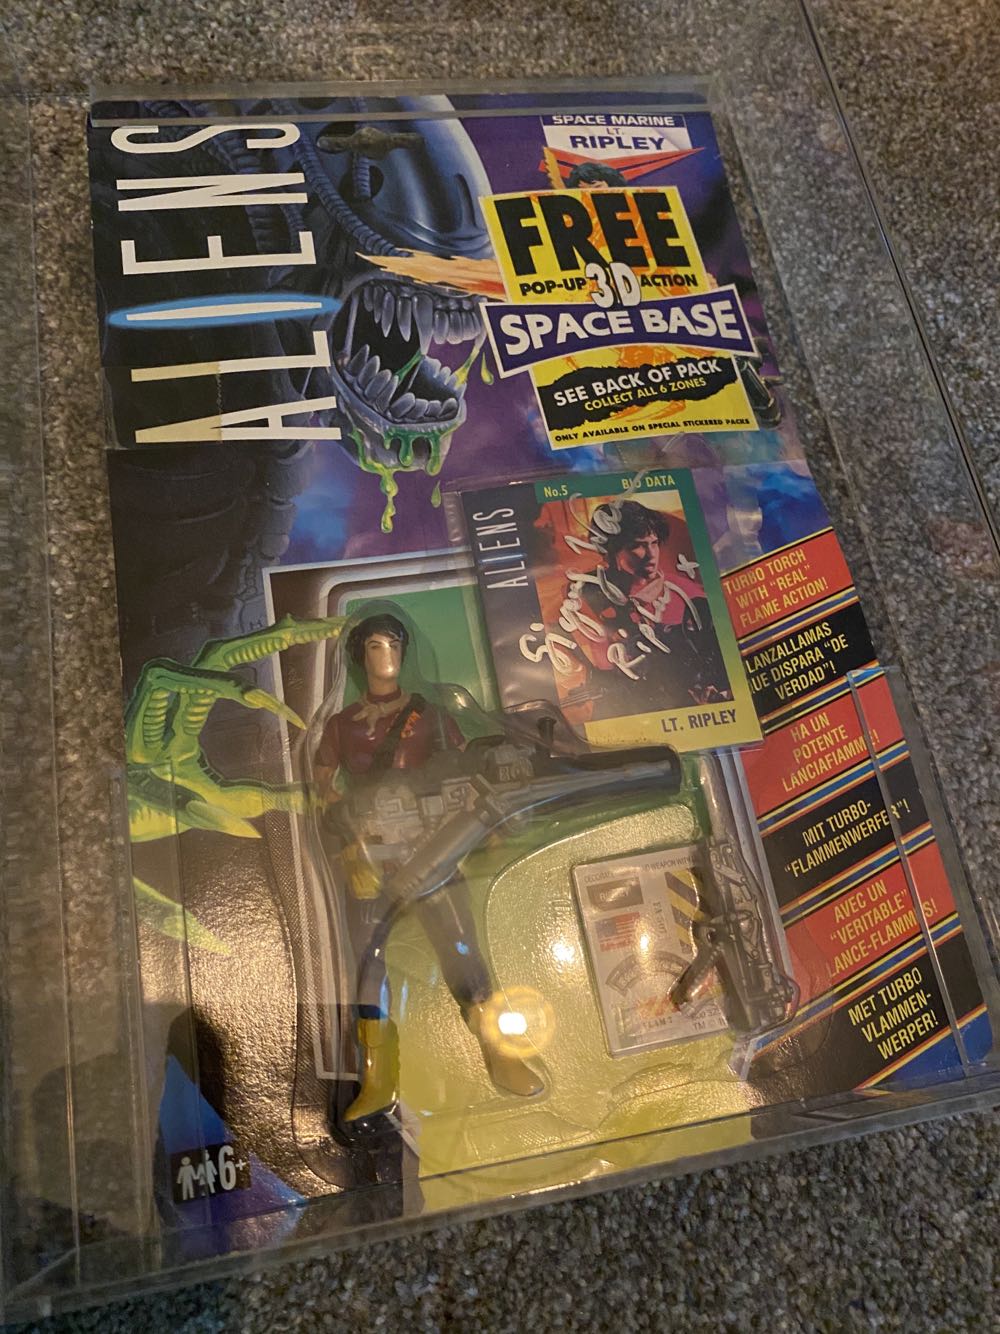 ALIENS
SPACE MARINE
LT.
RIPLEY
FREE
POP-UP 3D ACTION
SPACE BASE
SEE BACK OF PACK
COLLECT ALL 6 ZONES
ONLY AVAILABLE ON SPECIAL STICKERED PACKS
No.5 BIO DATA
ALIENS
Ripley x
LT. RIPLEY
TURBO TORCH
WITH "REAL"
FLAME ACTION!
LANZALLAMAS
QUE DISPARA "DE
VERDAD"!
HA UN
POTENTE
LANCIAFIAMME!
MIT TURBO-
"FLAMMENWERFER"!
AVEC UN
"VERITABLE"
LANCE-FLAMMES!
MET TURBO
VLAMMEN-
WERPER!
6+